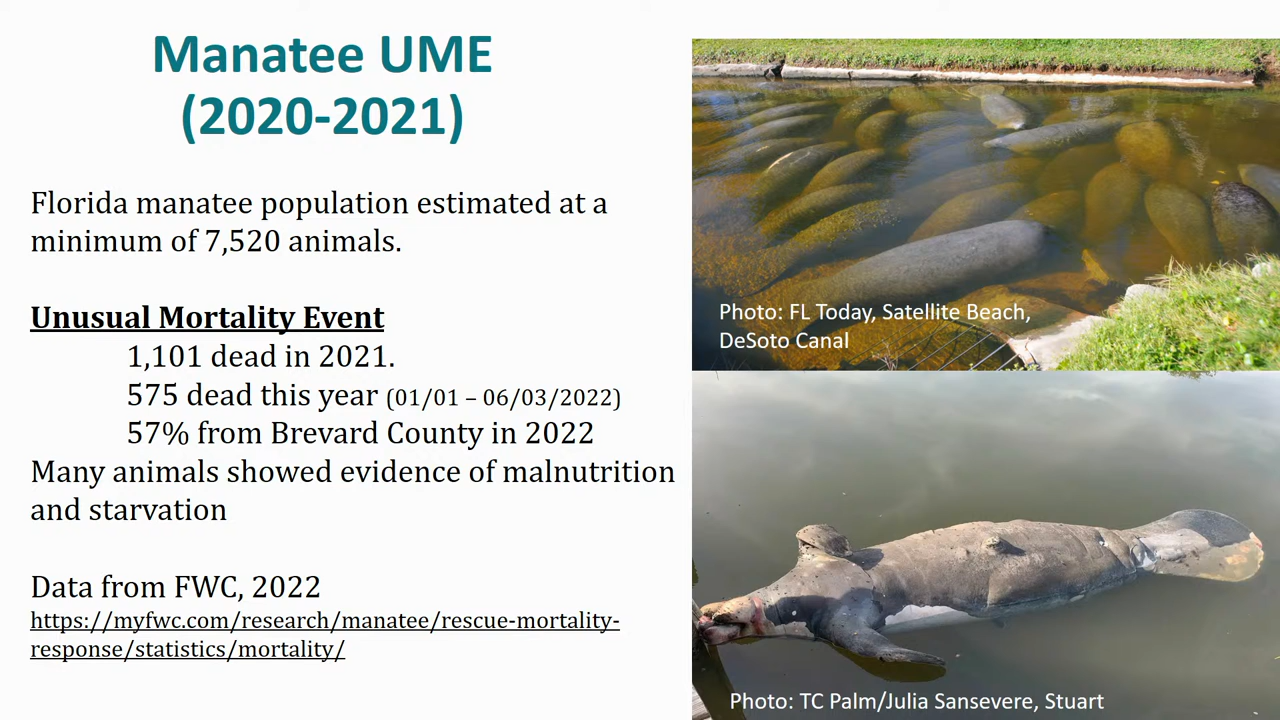 Manatee UME
(2020-2021)
Florida manatee population estimated at a
minimum of 7,520 animals.
Unusual Mortality Event
1,101 dead in 2021.
575 dead this year (01/01 – 06/03/2022)
57% from Brevard County in 2022
Many animals showed evidence of malnutrition
and starvation
Data from FWC, 2022
https://myfwc.com/research/manatee/rescue-mortality-
response/statistics/mortality/
Photo: FL Today, Satellite Beach,
DeSoto Canal
Photo: TC Palm/Julia Sansevere, Stuart